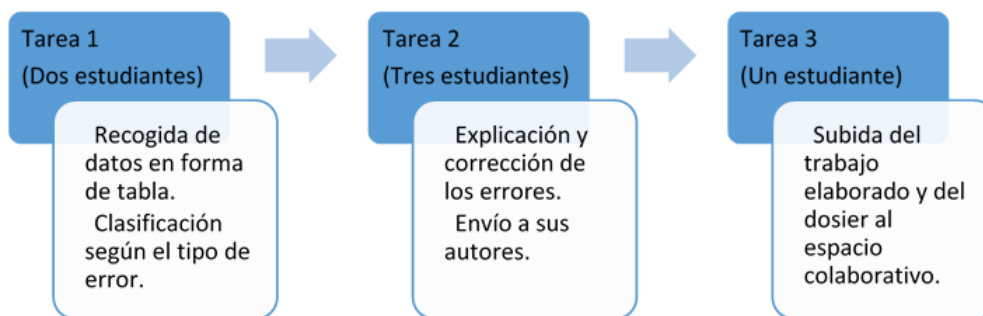 Tarea 1
(Dos estudiantes)
Recogida de
datos en forma
de tabla.
Clasificación
según el tipo de
error.
Tarea 2
(Tres estudiantes)
Explicación y
corrección de
los errores.
Envío a sus
autores.
Tarea 3
(Un estudiante)
Subida del
trabajo
elaborado y del
dosier al
espacio
colaborativo.